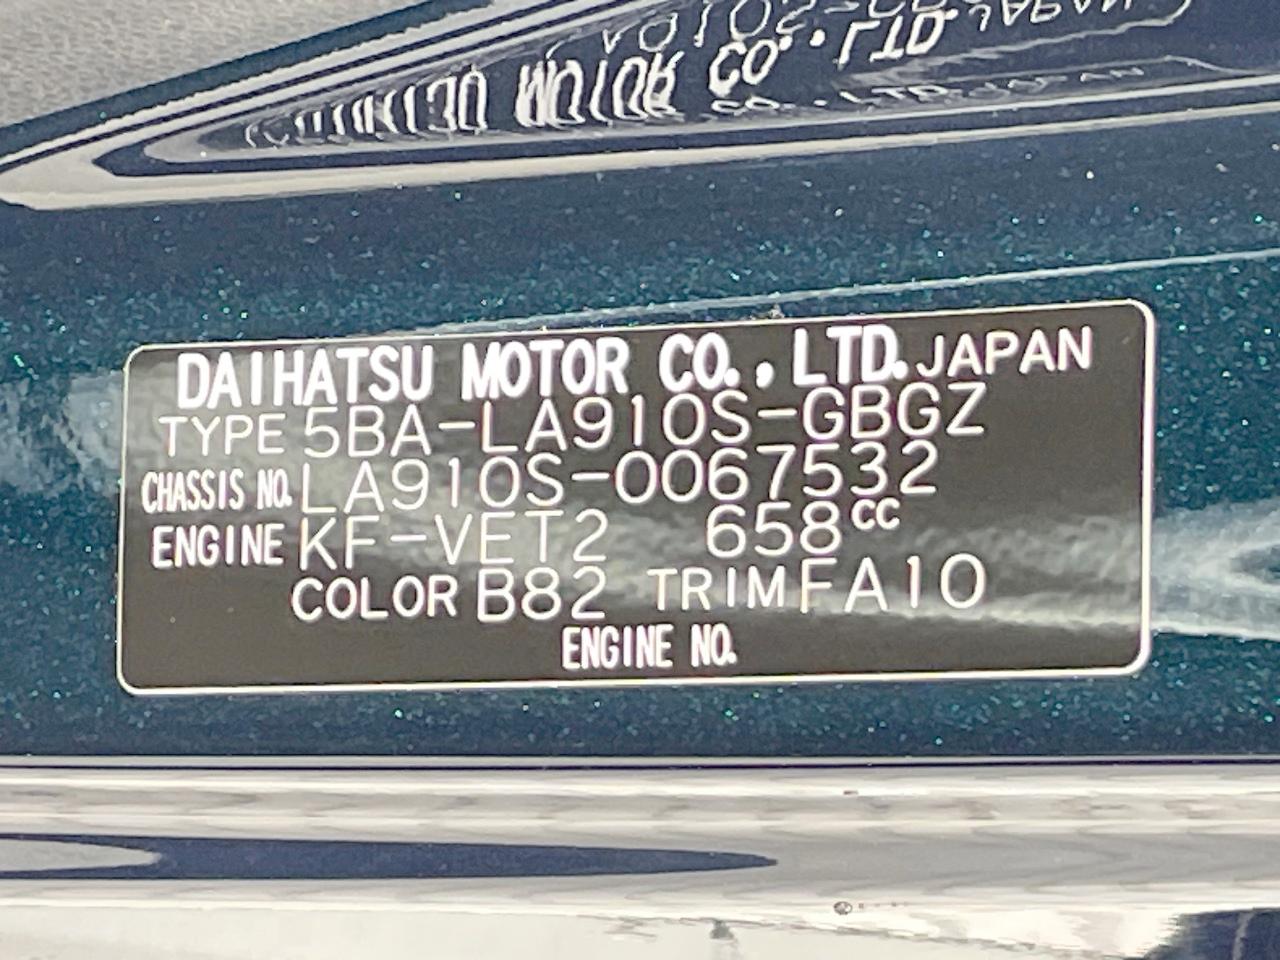 DAIHATSU MOTOR CO., LTD. JAPAN
TYPE 5BA-LA910S-GBGZ
CHASSIS NO. LA910S-0067532
ENGINE KF-VET2 658cc
COLOR B82 TRIM FA10
ENGINE NO.